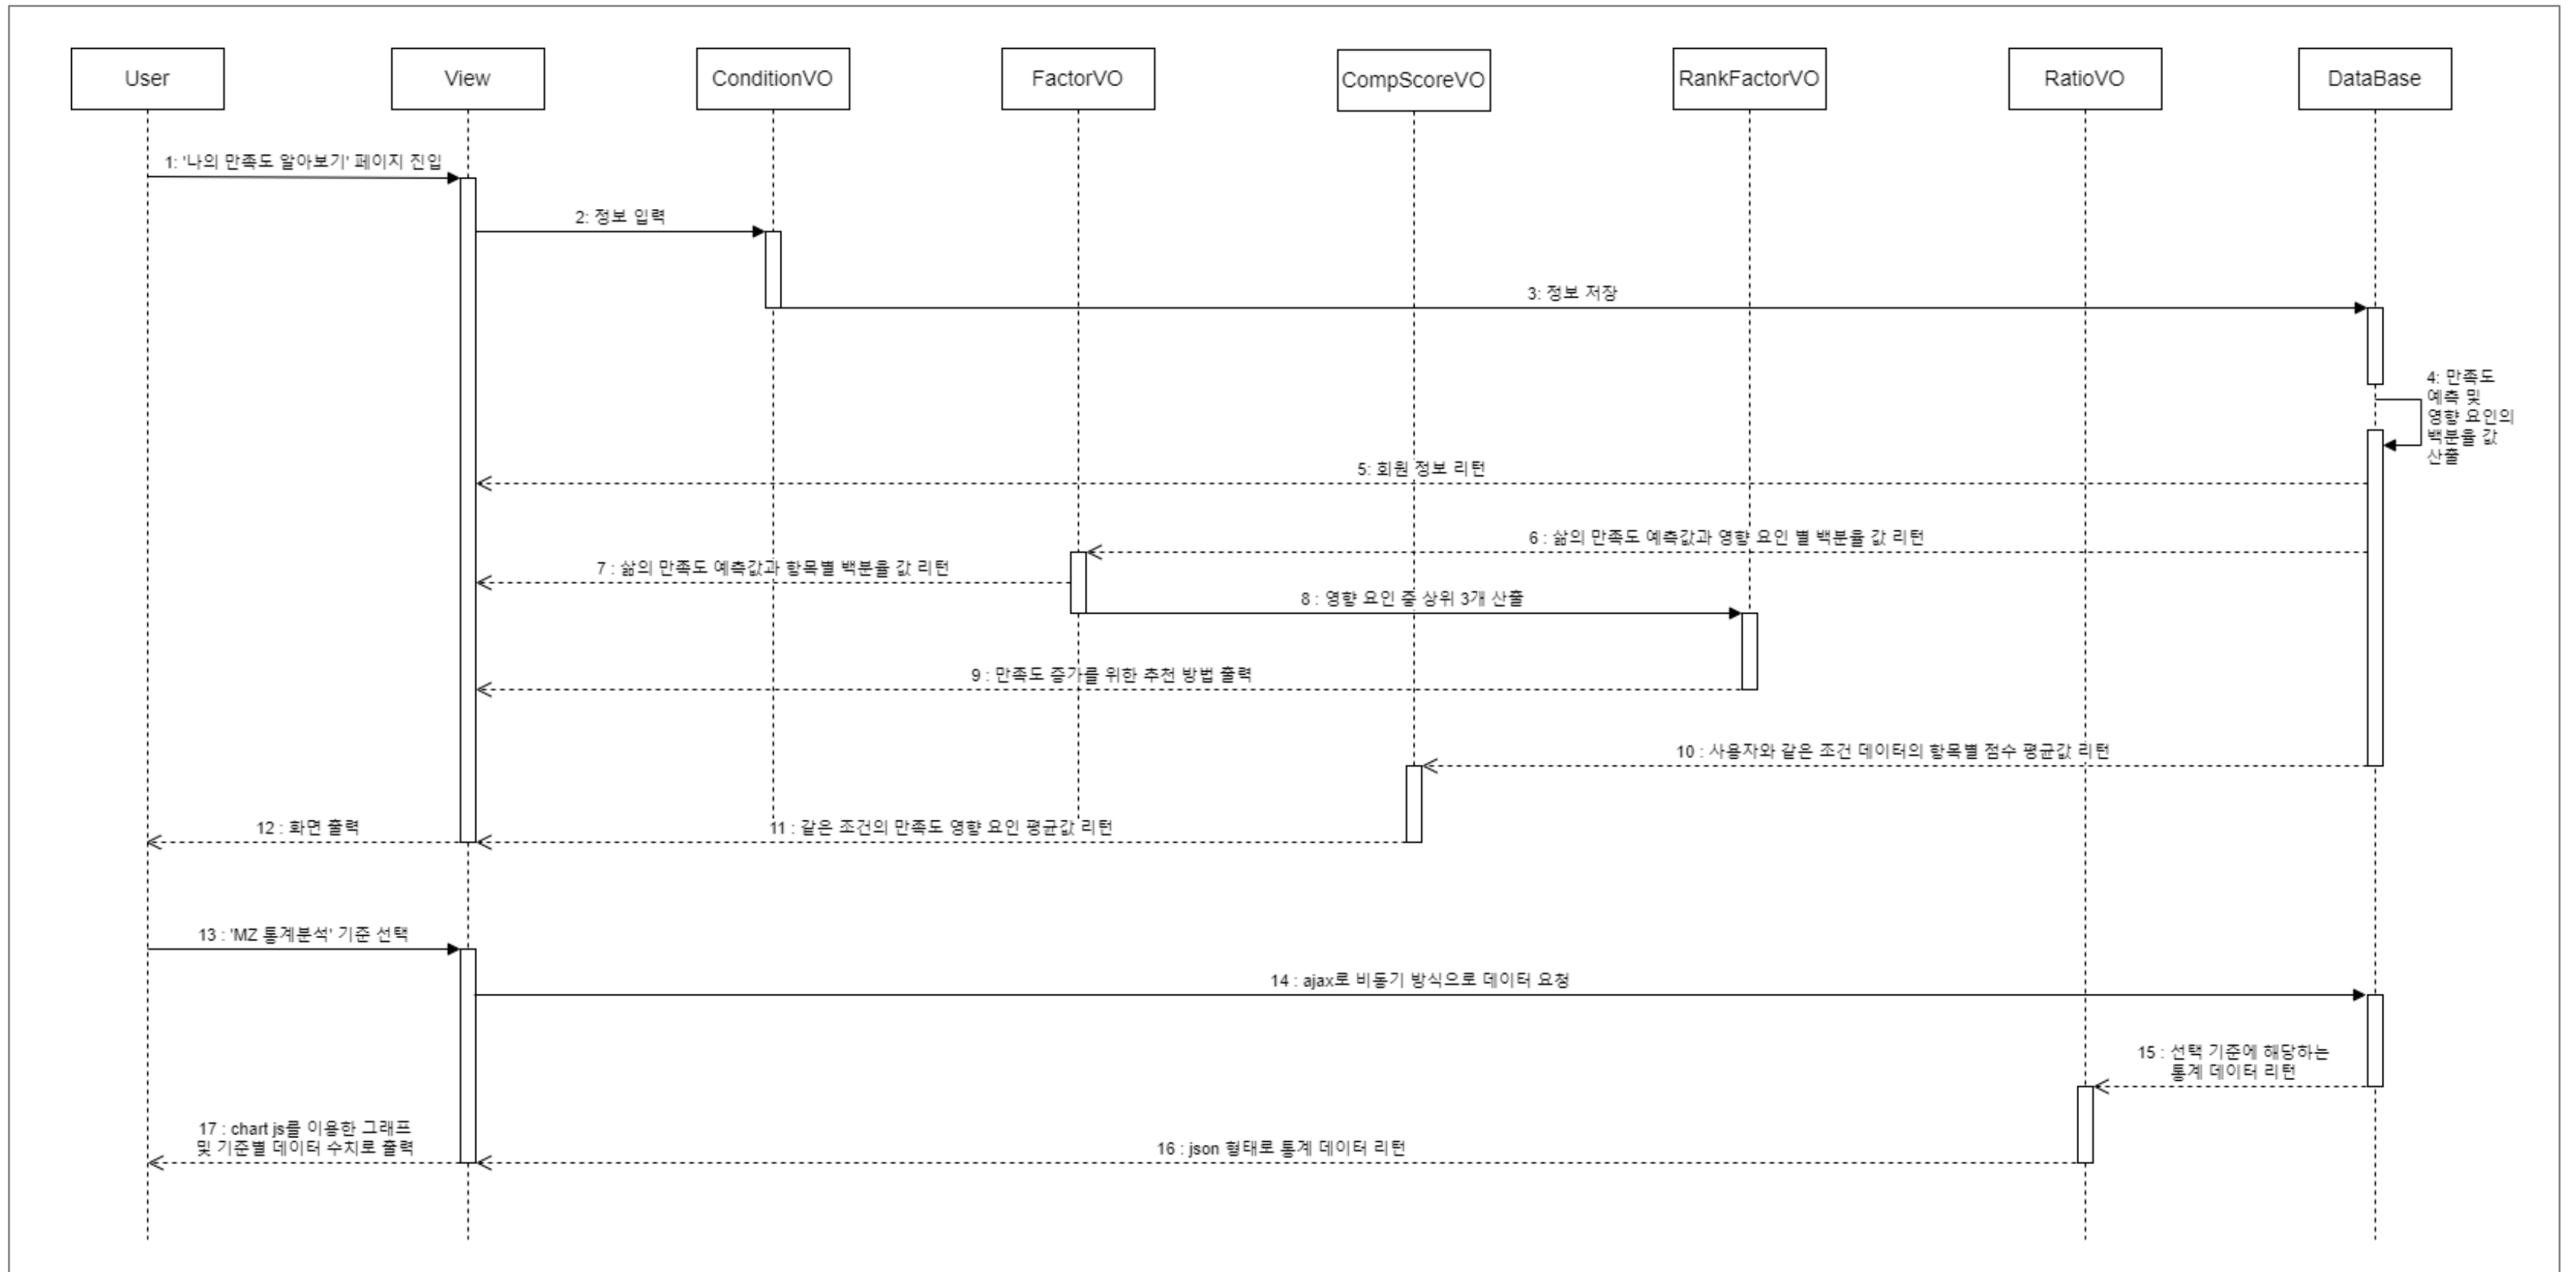 User
View
ConditionVO
FactorVO
CompScoreVO
RankFactorVO
RatioVO
DataBase
1: '나의 만족도 알아보기' 페이지 진입
2: 정보 입력
3: 정보 저장
4: 만족도
예측 및
영향 요인의
백분율 값
산출
5: 회원 정보 리턴
6 : 삶의 만족도 예측값과 영향 요인 별 백분율 값 리턴
7 : 삶의 만족도 예측값과 항목별 백분율 값 리턴
8 : 영향 요인 중 상위 3개 산출
9 : 만족도 증가를 위한 추천 방법 출력
10 : 사용자와 같은 조건 데이터의 항목별 점수 평균값 리턴
11 : 같은 조건의 만족도 영향 요인 평균값 리턴
12 : 화면 출력
13 : 'MZ 통계분석' 기준 선택
14 : ajax로 비동기 방식으로 데이터 요청
15 : 선택 기준에 해당하는
통계 데이터 리턴
16 : json 형태로 통계 데이터 리턴
17 : chart js를 이용한 그래프
및 기준별 데이터 수치로 출력